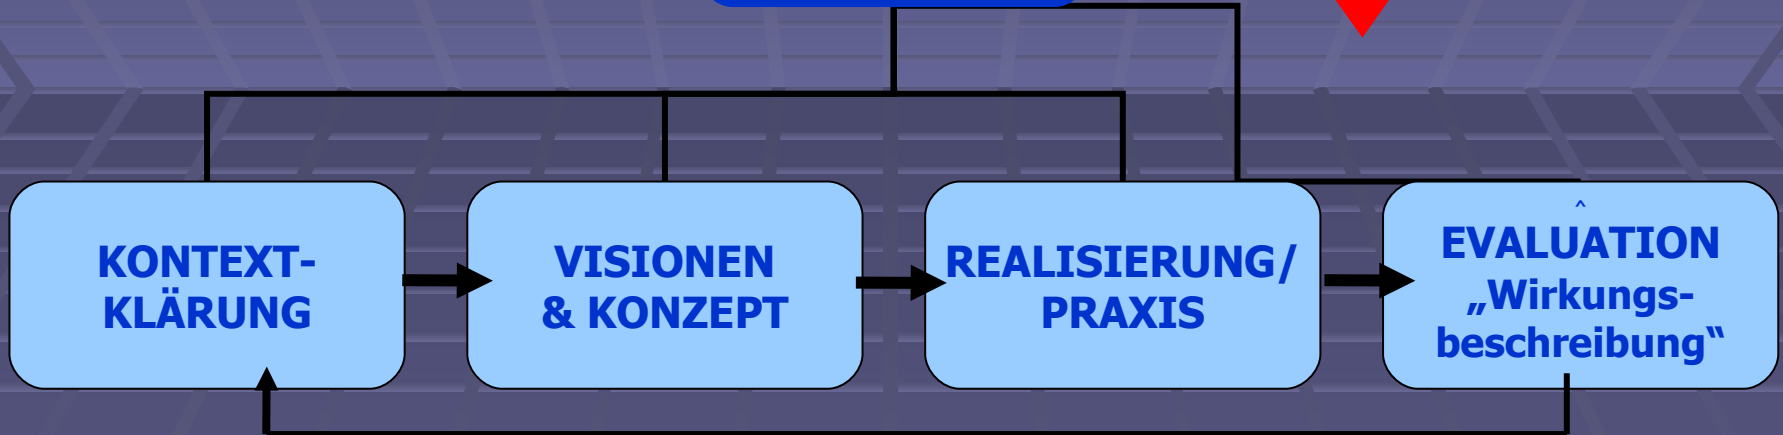 KONTEXT-
KLÄRUNG
VISIONEN
& KONZEPT
REALISIERUNG/
PRAXIS
^
EVALUATION
„Wirkungs-
beschreibung“